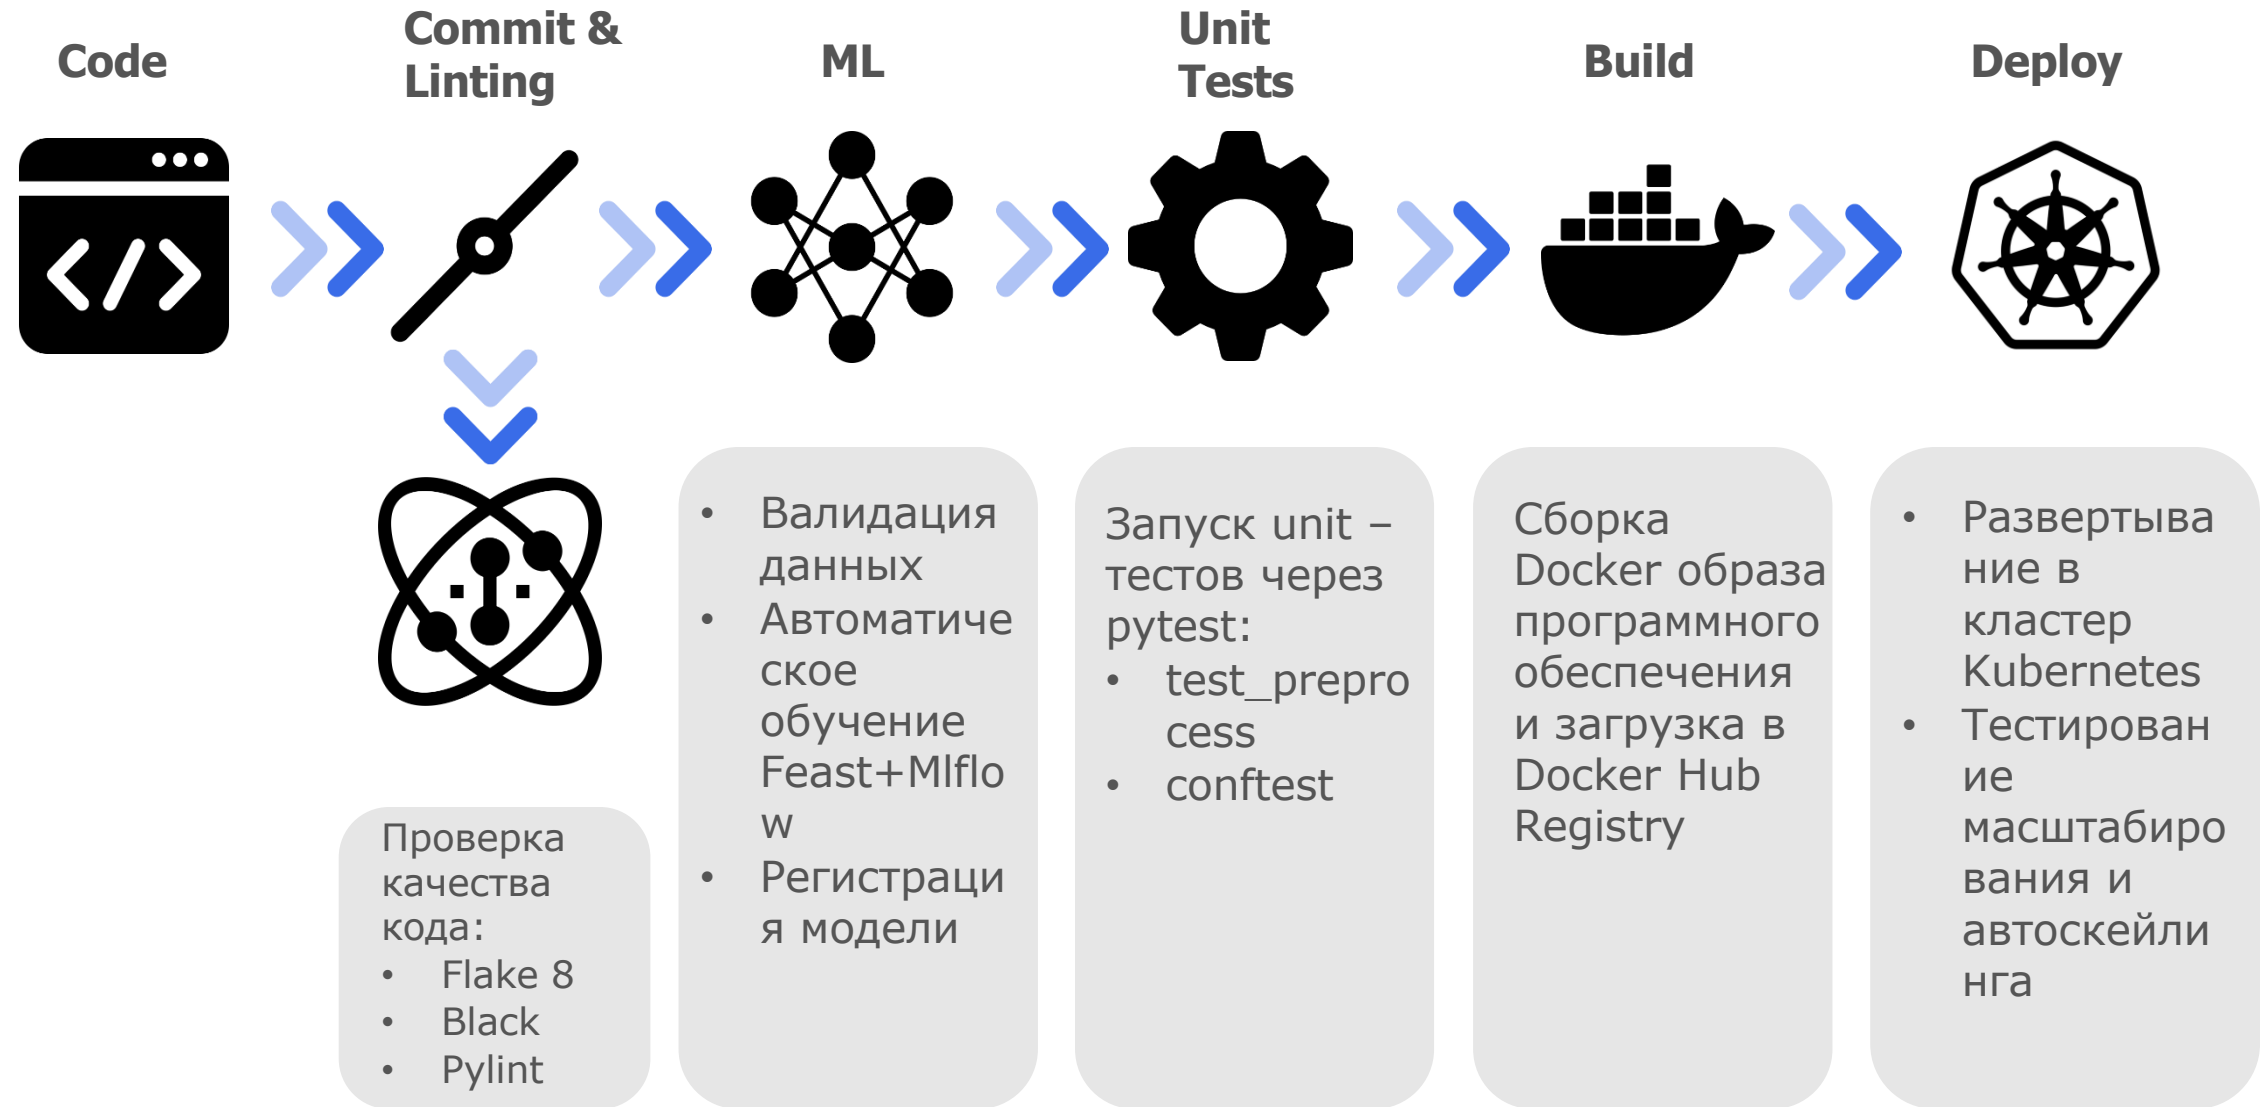 Code
Commit &
Linting
ML
Unit
Tests
Build
Deploy
Проверка
качества
кода:
• Flake 8
• Black
• Pylint
• Валидация
данных
• Автоматиче
ское
обучение
Feast+Mlflo
w
• Регистраци
я модели
Запуск unit –
тестов через
pytest:
• test_prepro
cess
• conftest
Сборка
Docker образа
программного
обеспечения
и загрузка в
Docker Hub
Registry
• Развертыва
ние в
кластер
Kubernetes
• Тестирован
ие
масштабиро
вания и
автоскейли
нга